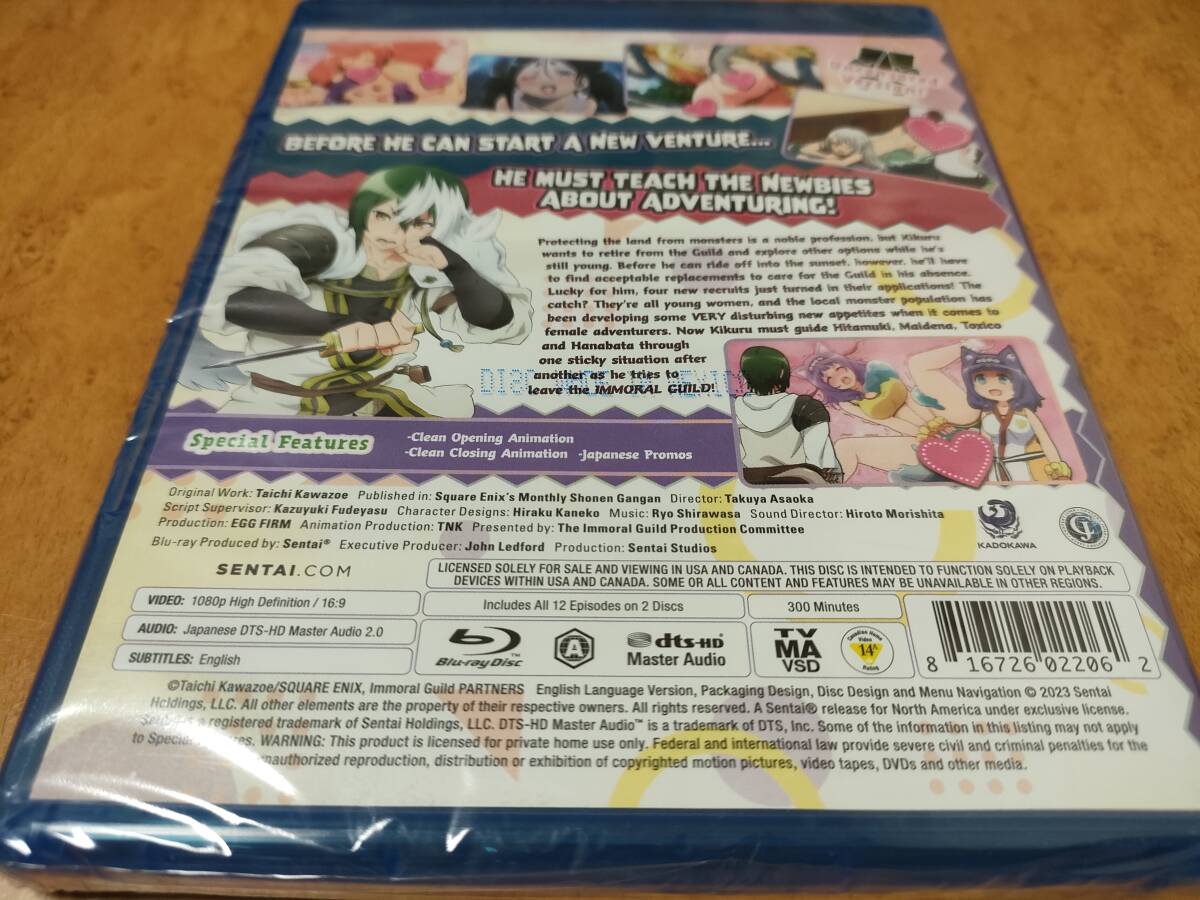 BEFORE HE CAN START A NEW VENTURE...
HE MUST TEACH THE NEWBIES
ABOUT ADVENTURING!
Protecting the land from monsters is a noble profession, but Kikuru
wants to retire from the Guild and explore other options while he's
still young. Before he can ride off into the sunset, however, he'll have
to find acceptable replacements to care for the Guild in his absence.
Lucky for him, four new recruits just turned in their applications! The
catch? They're all young women, and the local monster population has
been developing some VERY disturbing new appetites when it comes to
female adventurers. Now Kikuru must guide Hitamuki, Maidena, Toxico
and Hanabata through
one sticky situation after
another as he tries to
leave the IMMORAL GUILD!
Special Features
-Clean Opening Animation
-Clean Closing Animation -Japanese Promos
Original Work: Taichi Kawazoe Published in: Square Enix's Monthly Shonen Gangan Director: Takuya Asaoka
Script Supervisor: Kazuyuki Fudeyasu Character Designs: Hiraku Kaneko Music: Ryo Shirawasa Sound Director: Hiroto Morishita
Production: EGG FIRM Animation Production: TNK Presented by: The Immoral Guild Production Committee
Blu-ray Produced by: Sentai® Executive Producer: John Ledford Production: Sentai Studios
KADOKAWA
SENTAI.COM
LICENSED SOLELY FOR SALE AND VIEWING IN USA AND CANADA. THIS DISC IS INTENDED TO FUNCTION SOLELY ON PLAYBACK
DEVICES WITHIN USA AND CANADA. SOME OR ALL CONTENT AND FEATURES MAY BE UNAVAILABLE IN OTHER REGIONS.
VIDEO: 1080p High Definition / 16:9
Includes All 12 Episodes on 2 Discs
300 Minutes
AUDIO: Japanese DTS-HD Master Audio 2.0
SUBTITLES: English
Blu-ray Disc™
A
dts-HD
Master Audio
TV
MA
VSD
Canadian Home
Video
14A
Rating
8 16726 02206 2
©Taichi Kawazoe/SQUARE ENIX, Immoral Guild PARTNERS English Language Version, Packaging Design, Disc Design and Menu Navigation © 2023 Sentai
Holdings, LLC. All other elements are the property of their respective owners. All rights reserved. A Sentai® release for North America under exclusive license.
a registered trademark of Sentai Holdings, LLC. DTS-HD Master Audio™ is a trademark of DTS, Inc. Some of the information in this listing may not apply
to WARNING: This product is licensed for private home use only. Federal and international law provide severe civil and criminal penalties for the
unauthorized reproduction, distribution or exhibition of copyrighted motion pictures, video tapes, DVDs and other media.